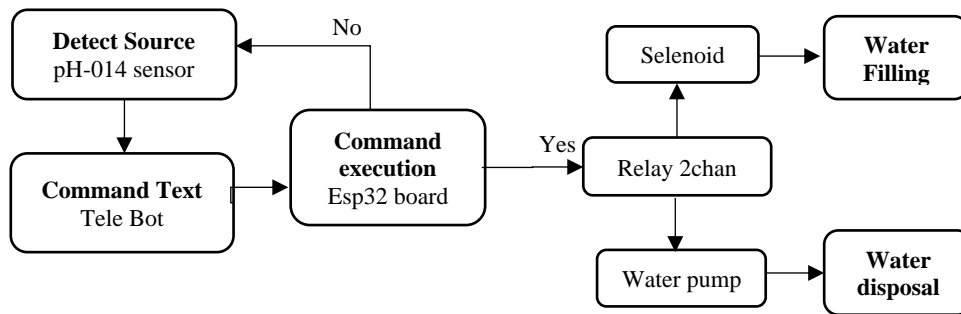 Detect Source
pH-014 sensor
No
Command Text
Tele Bot
Command
execution
Esp32 board
Yes
Selenoid
Water
Filling
Relay 2chan
Water pump
Water
disposal